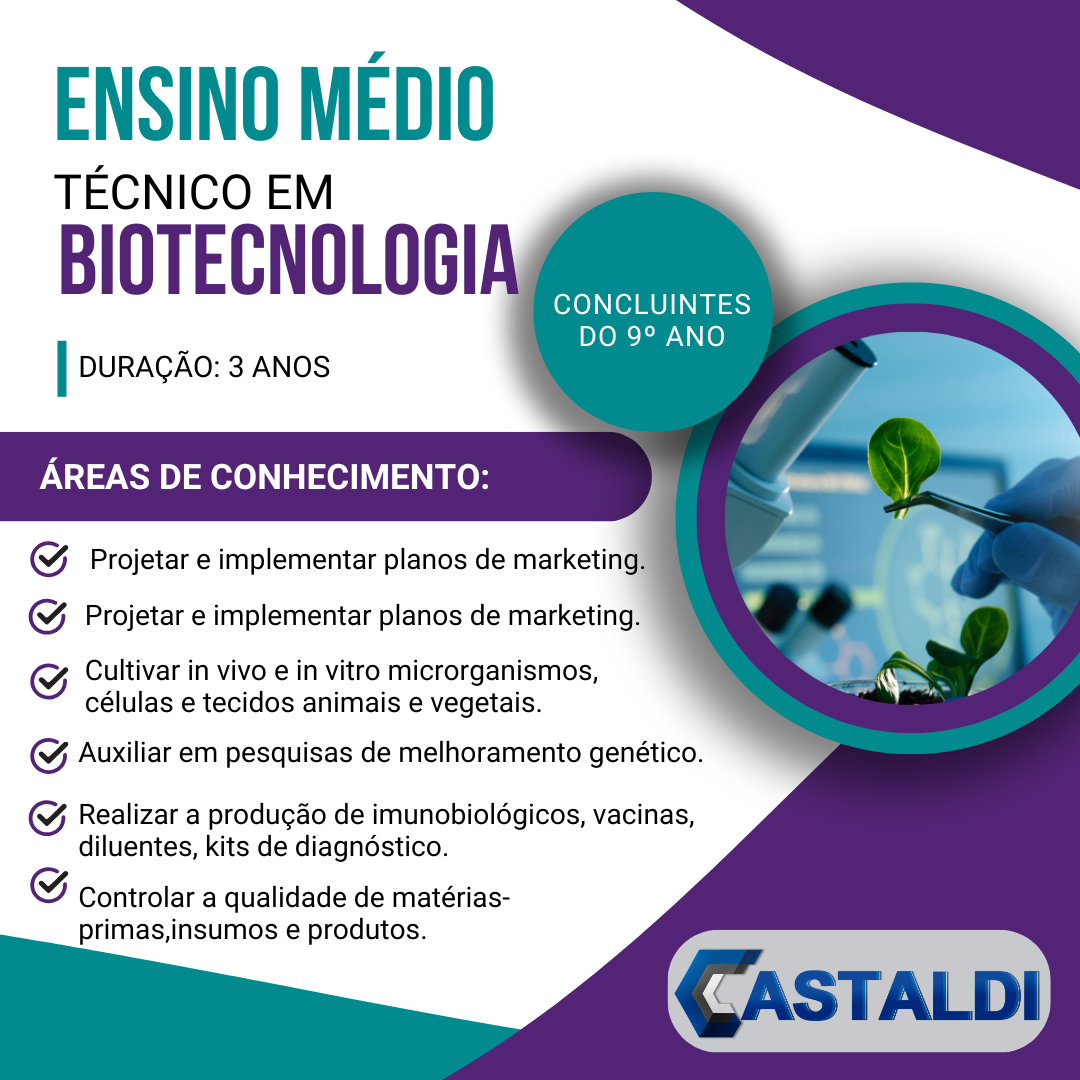 ENSINO MÉDIO
TÉCNICO EM
BIOTECNOLOGIA
CONCLUINTES
DO 9º ANO
DURAÇÃO: 3 ANOS
ÁREAS DE CONHECIMENTO:
Projetar e implementar planos de marketing.
Projetar e implementar planos de marketing.
Cultivar in vivo e in vitro microrganismos,
células e tecidos animais e vegetais.
Auxiliar em pesquisas de melhoramento genético.
Realizar a produção de imunobiológicos, vacinas,
diluentes, kits de diagnóstico.
Controlar a qualidade de matérias-
primas,insumos e produtos.
CASTALDI